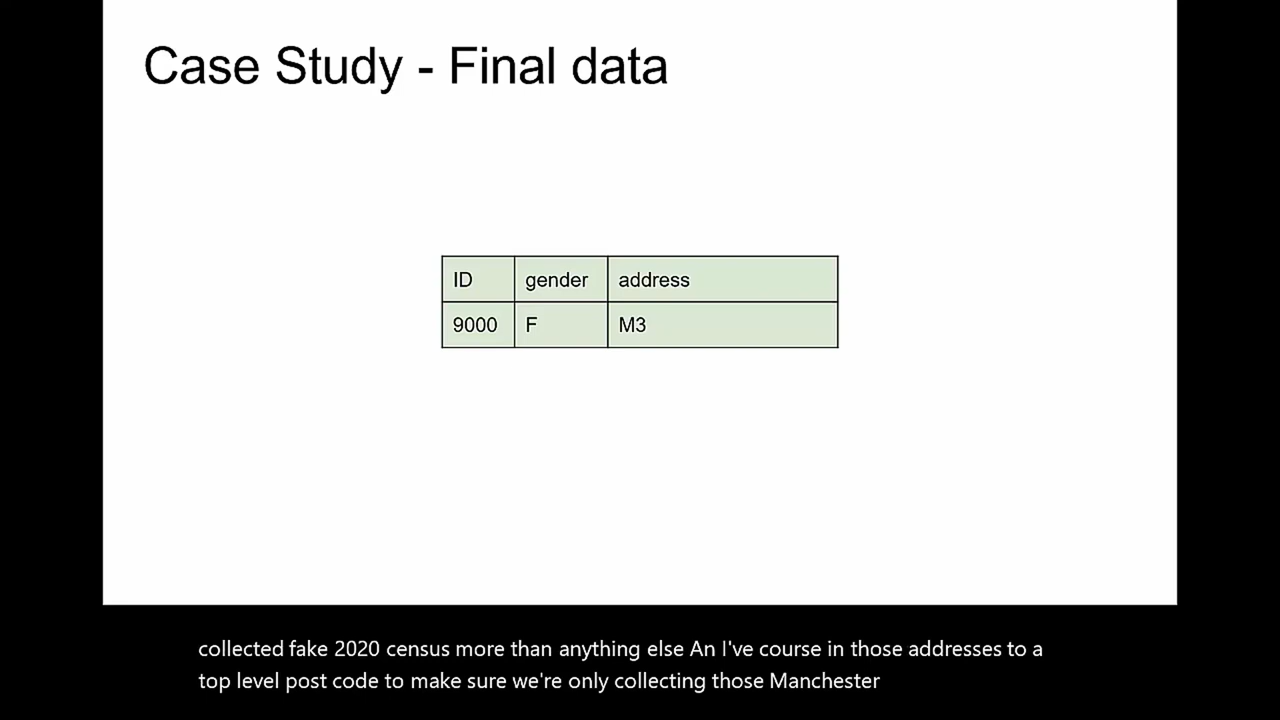 Case Study - Final data
ID gender address
9000 F M3
collected fake 2020 census more than anything else An I've course in those addresses to a
top level post code to make sure we're only collecting those Manchester